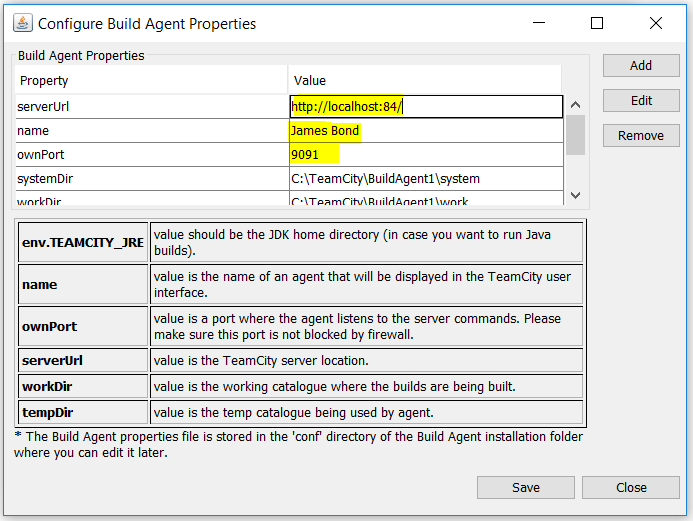 Configure Build Agent Properties
Build Agent Properties
Property Value
serverUrl http://localhost:84/
name James Bond
ownPort 9091
systemDir C:\TeamCity\BuildAgent1\system
workDir C:\TeamCity\BuildAgent1\work
Add
Edit
Remove
env.TEAMCITY_JRE value should be the JDK home directory (in case you want to run Java
builds).
name value is the name of an agent that will be displayed in the TeamCity user
interface.
ownPort value is a port where the agent listens to the server commands. Please
make sure this port is not blocked by firewall.
serverUrl value is the TeamCity server location.
workDir value is the working catalogue where the builds are being built.
tempDir value is the temp catalogue being used by agent.
* The Build Agent properties file is stored in the 'conf' directory of the Build Agent installation folder
where you can edit it later.
Save Close